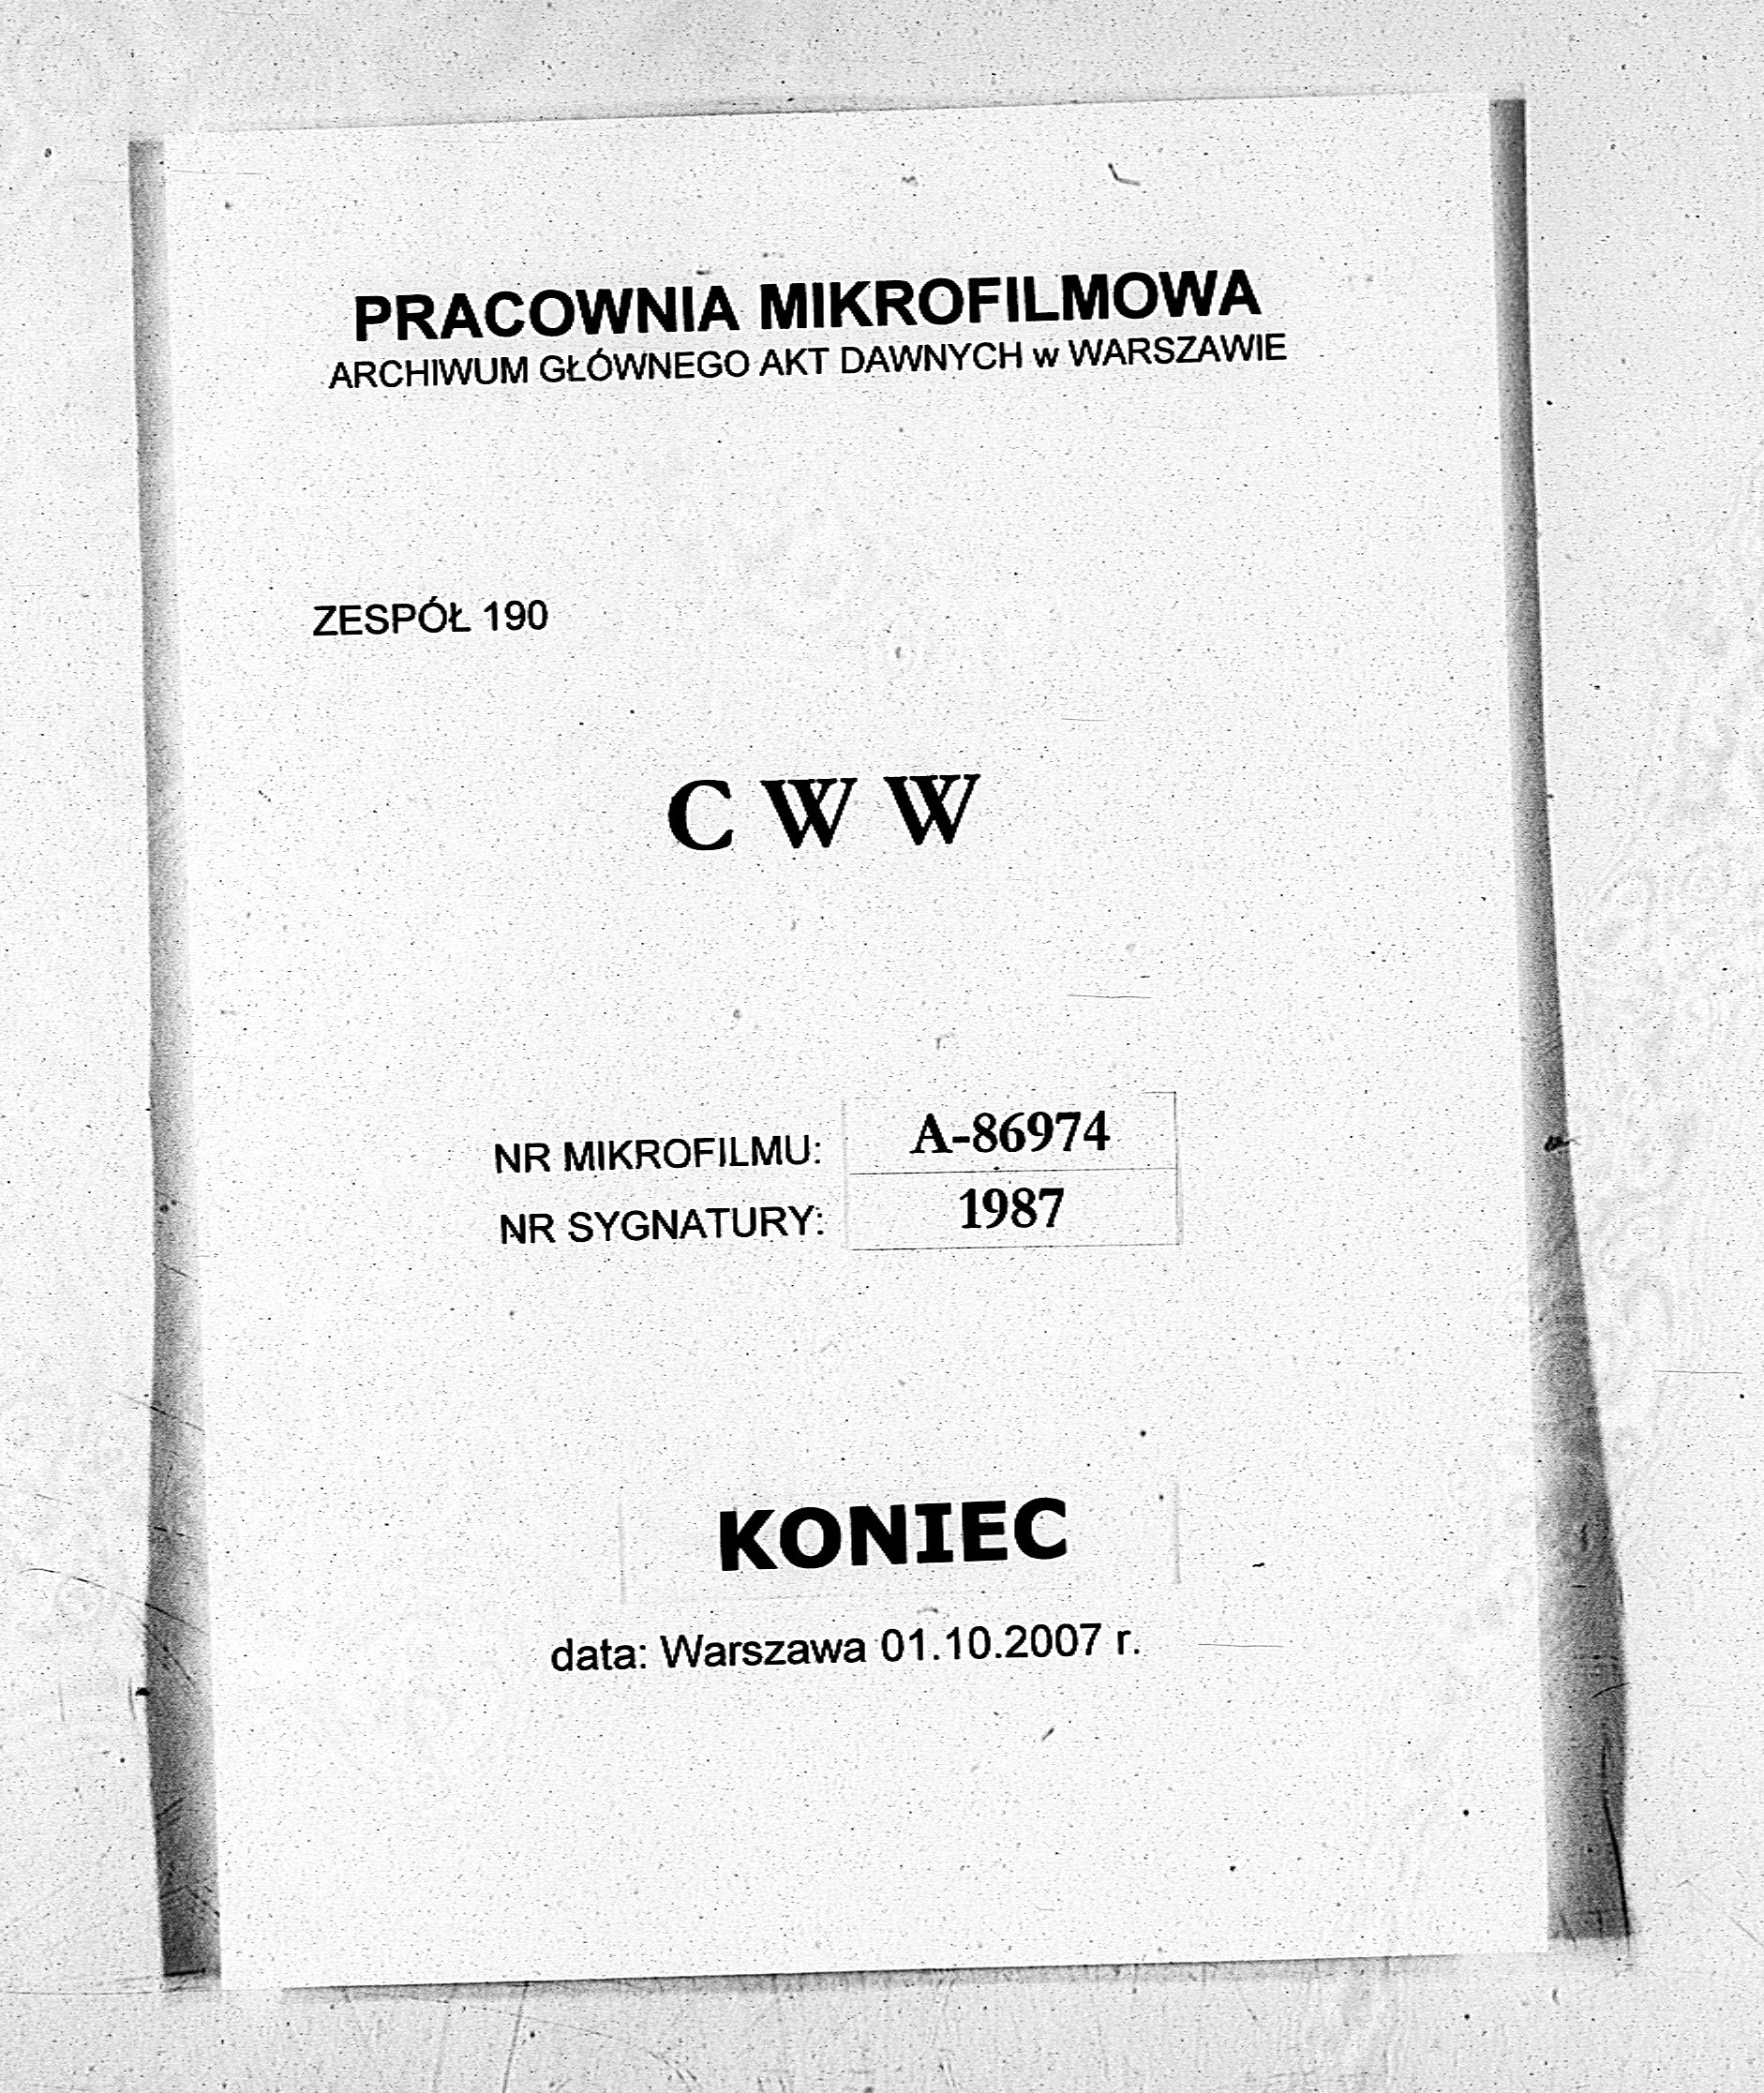 PRACOWNIA MIKROFILMOWA
ARCHIWUM GŁÓWNEGO AKT DAWNYCH w WARSZAWIE
ZESPÓŁ 190
C W W
NR MIKROFILMU: A-86974
NR SYGNATURY: 1987
KONIEC
data: Warszawa 01.10.2007 r.